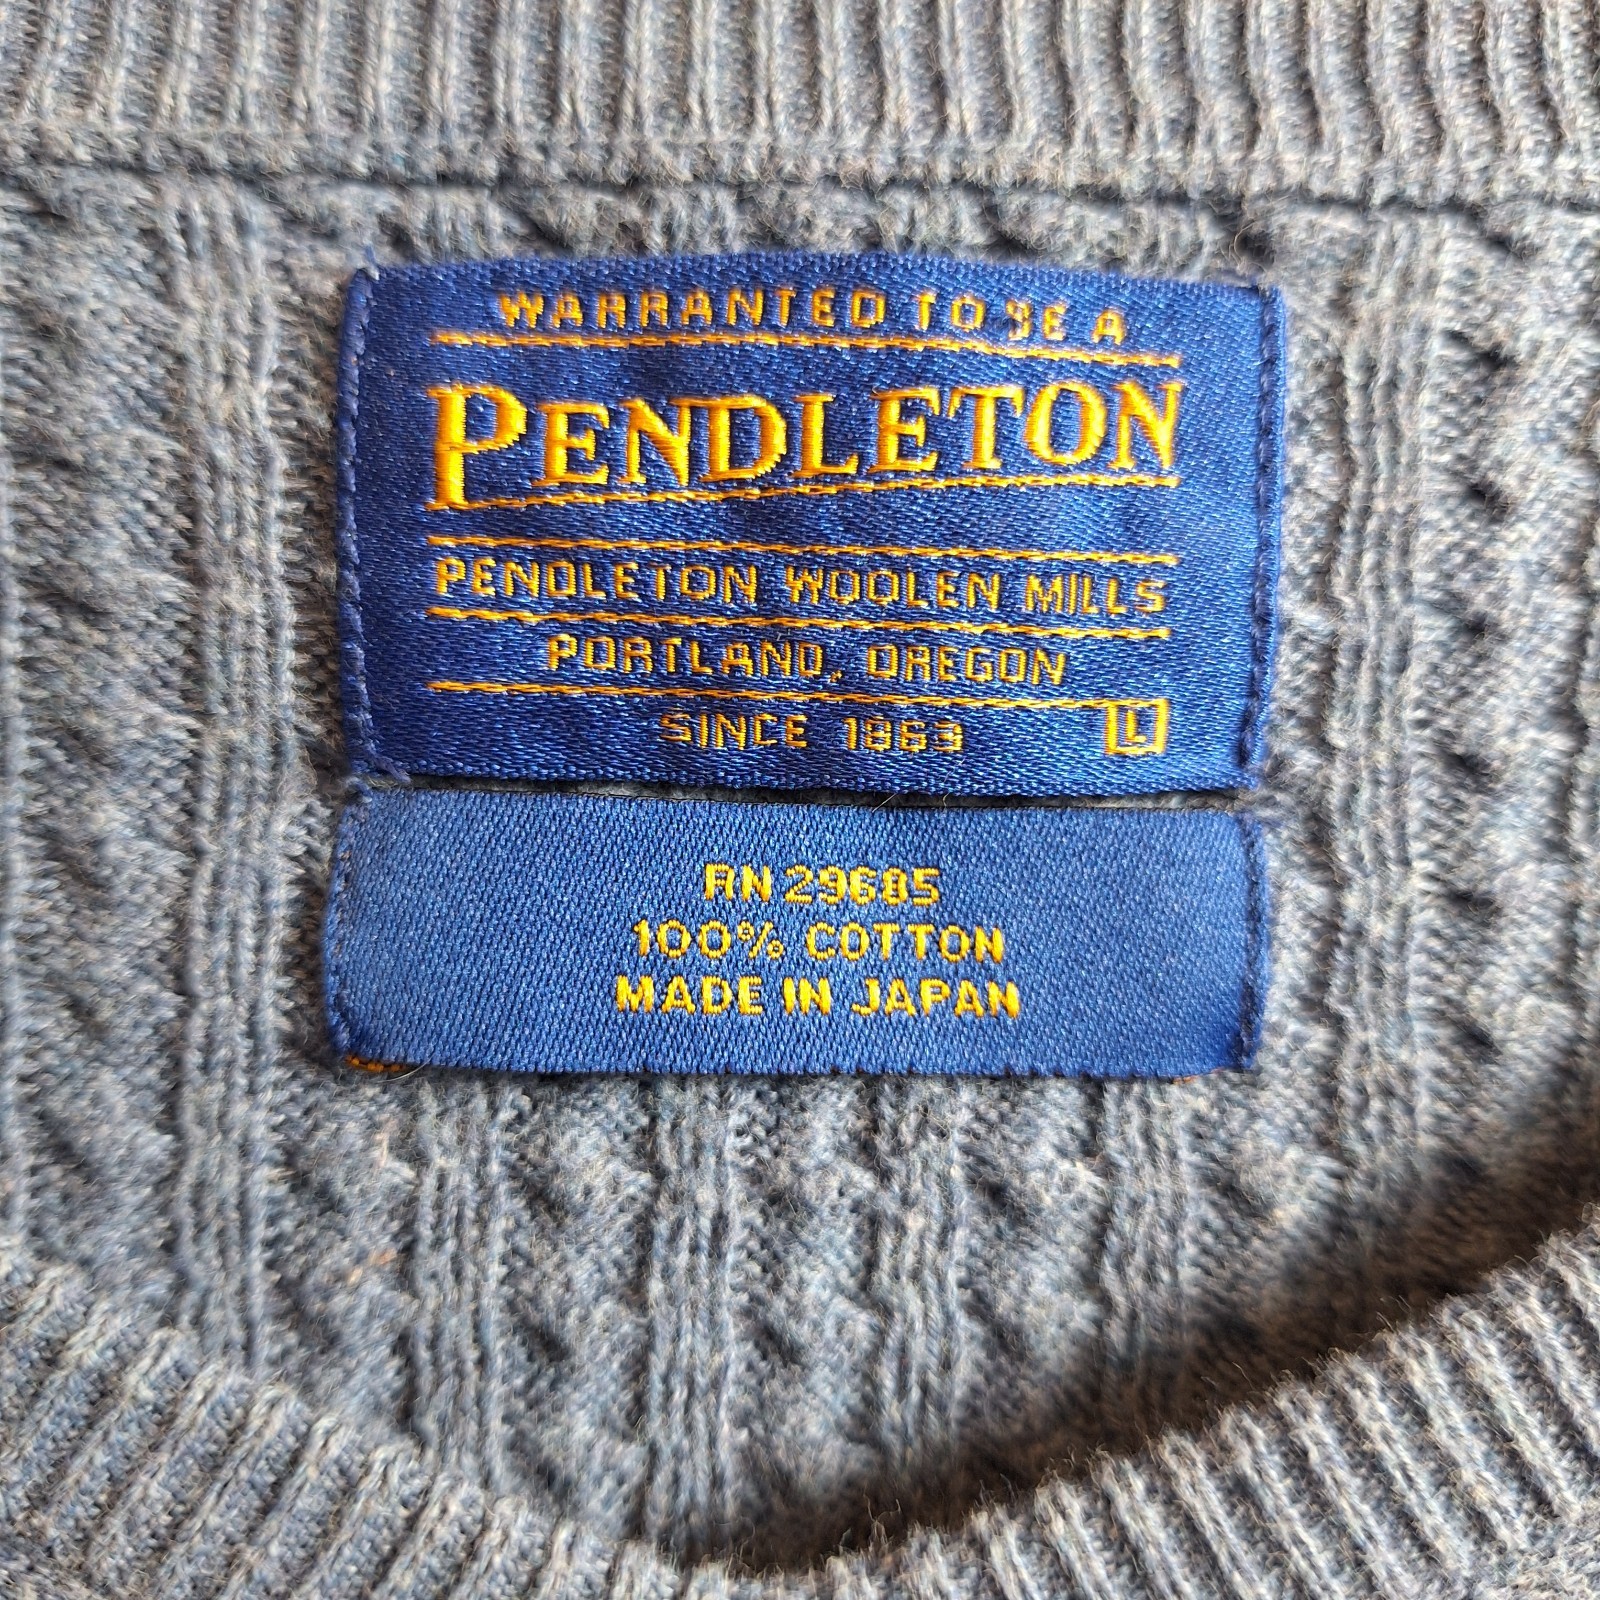 WARRANTED TO BE A
PENDLETON
PENDLETON WOOLEN MILLS
PORTLAND, OREGON
SINCE 1863 L
RN 29685
100% COTTON
MADE IN JAPAN